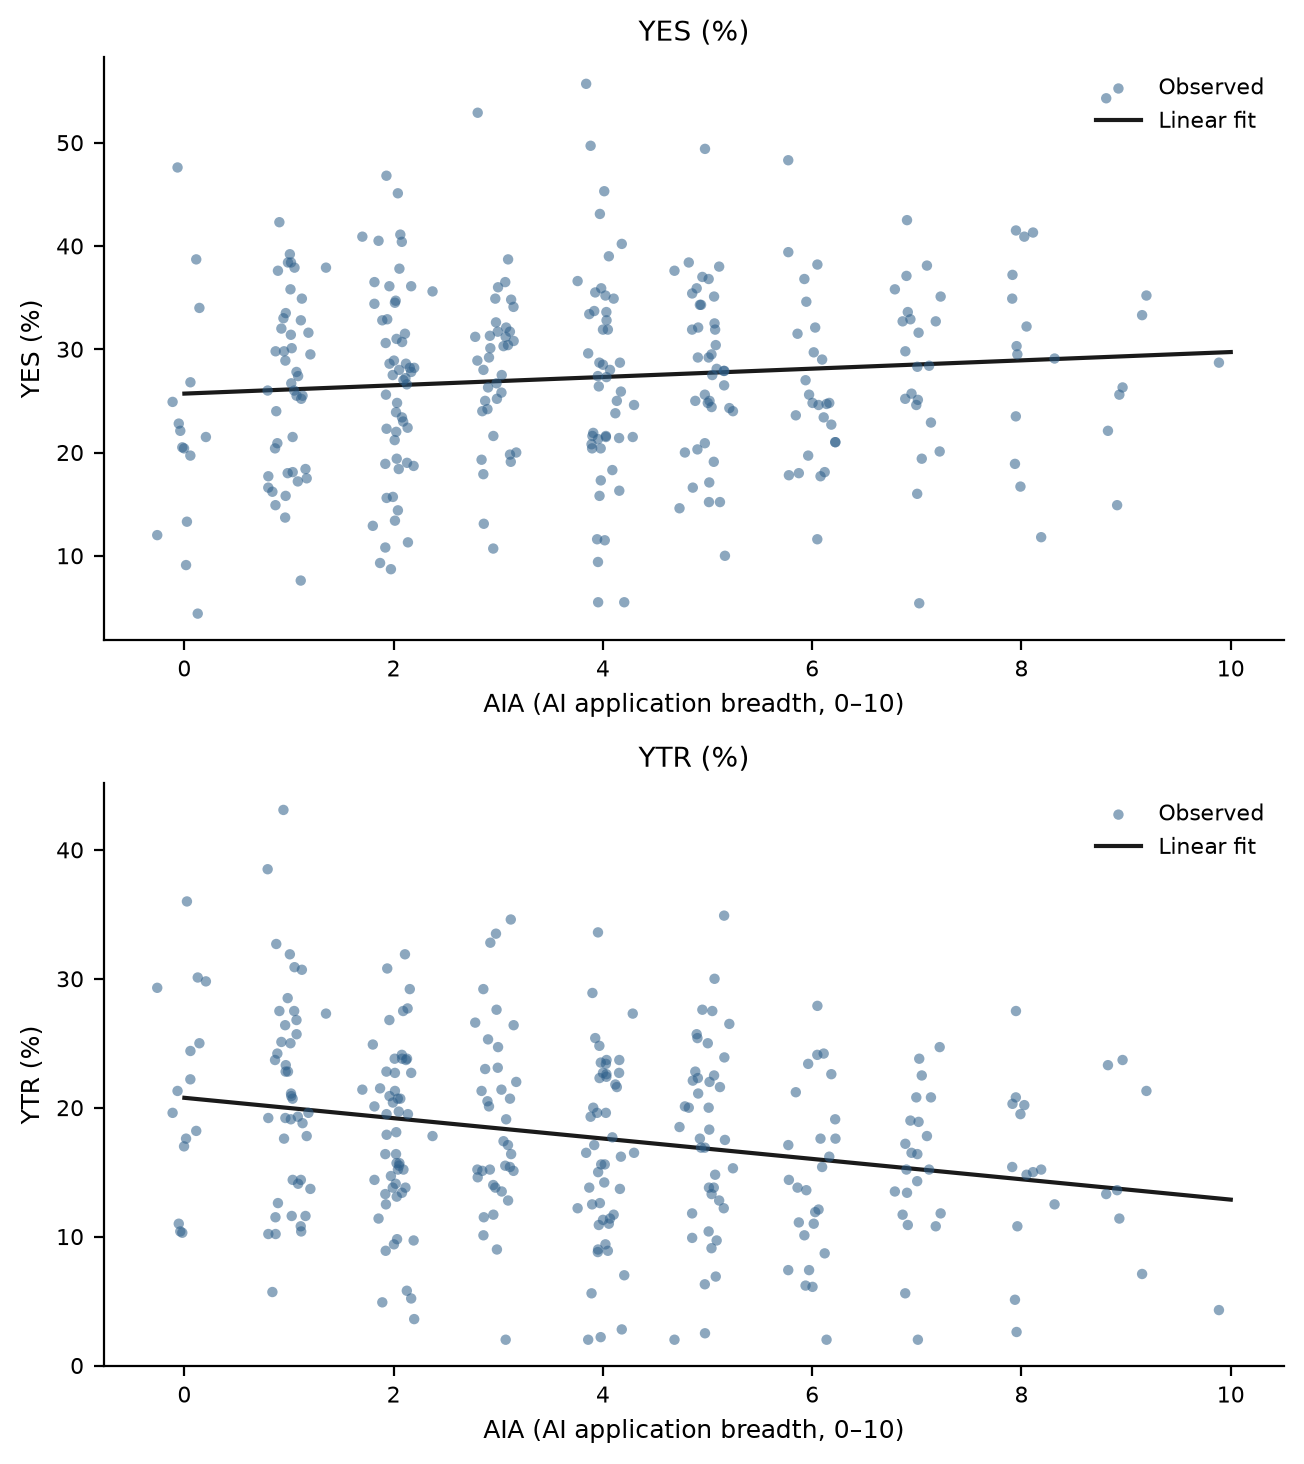 YES (%)
Observed
Linear fit
50
40
30
20
10
YES (%)
0 2 4 6 8 10
AIA (AI application breadth, 0–10)
YTR (%)
Observed
Linear fit
40
30
20
10
0
YTR (%)
0 2 4 6 8 10
AIA (AI application breadth, 0–10)